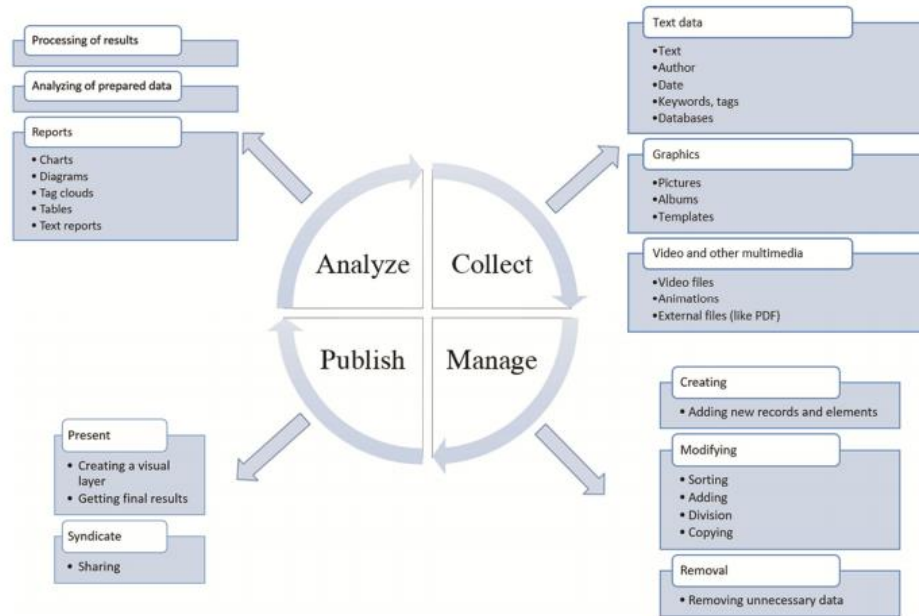 Processing of results
Analyzing of prepared data
Reports
• Charts
• Diagrams
• Tag clouds
• Tables
• Text reports
Text data
•Text
•Author
•Date
•Keywords, tags
•Databases
Graphics
•Pictures
•Albums
•Templates
Video and other multimedia
•Video files
•Animations
•External files (like PDF)
Analyze
Collect
Publish
Manage
Present
• Creating a visual
layer
• Getting final results
Syndicate
• Sharing
Creating
• Adding new records and elements
Modifying
• Sorting
• Adding
• Division
• Copying
Removal
• Removing unnecessary data